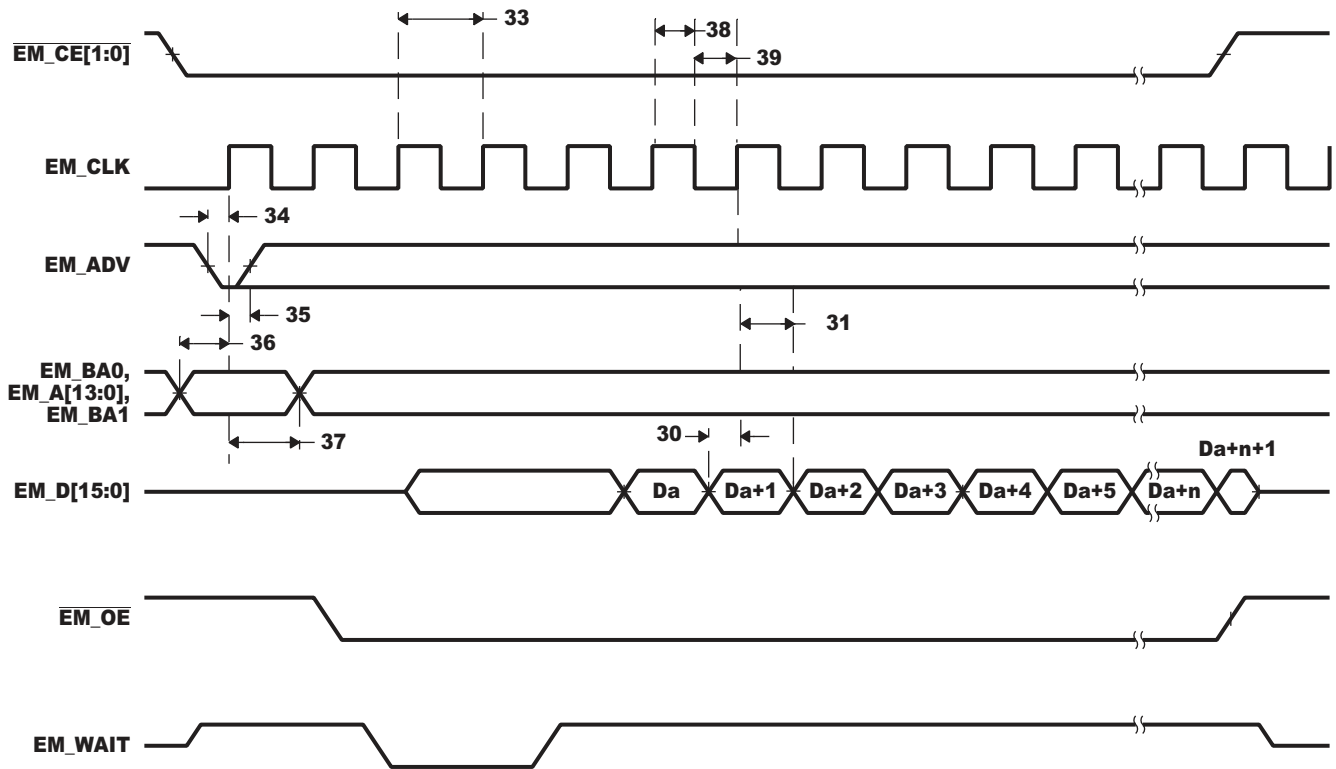 33
38
39
EM_CE[1:0]
EM_CLK
34
EM_ADV
35
31
36
EM_BA0,
EM_A[13:0],
EM_BA1
37
30
Da+n+1
EM_D[15:0]
Da
Da+1
Da+2
Da+3
Da+4
Da+5
Da+n
EM_OE
EM_WAIT